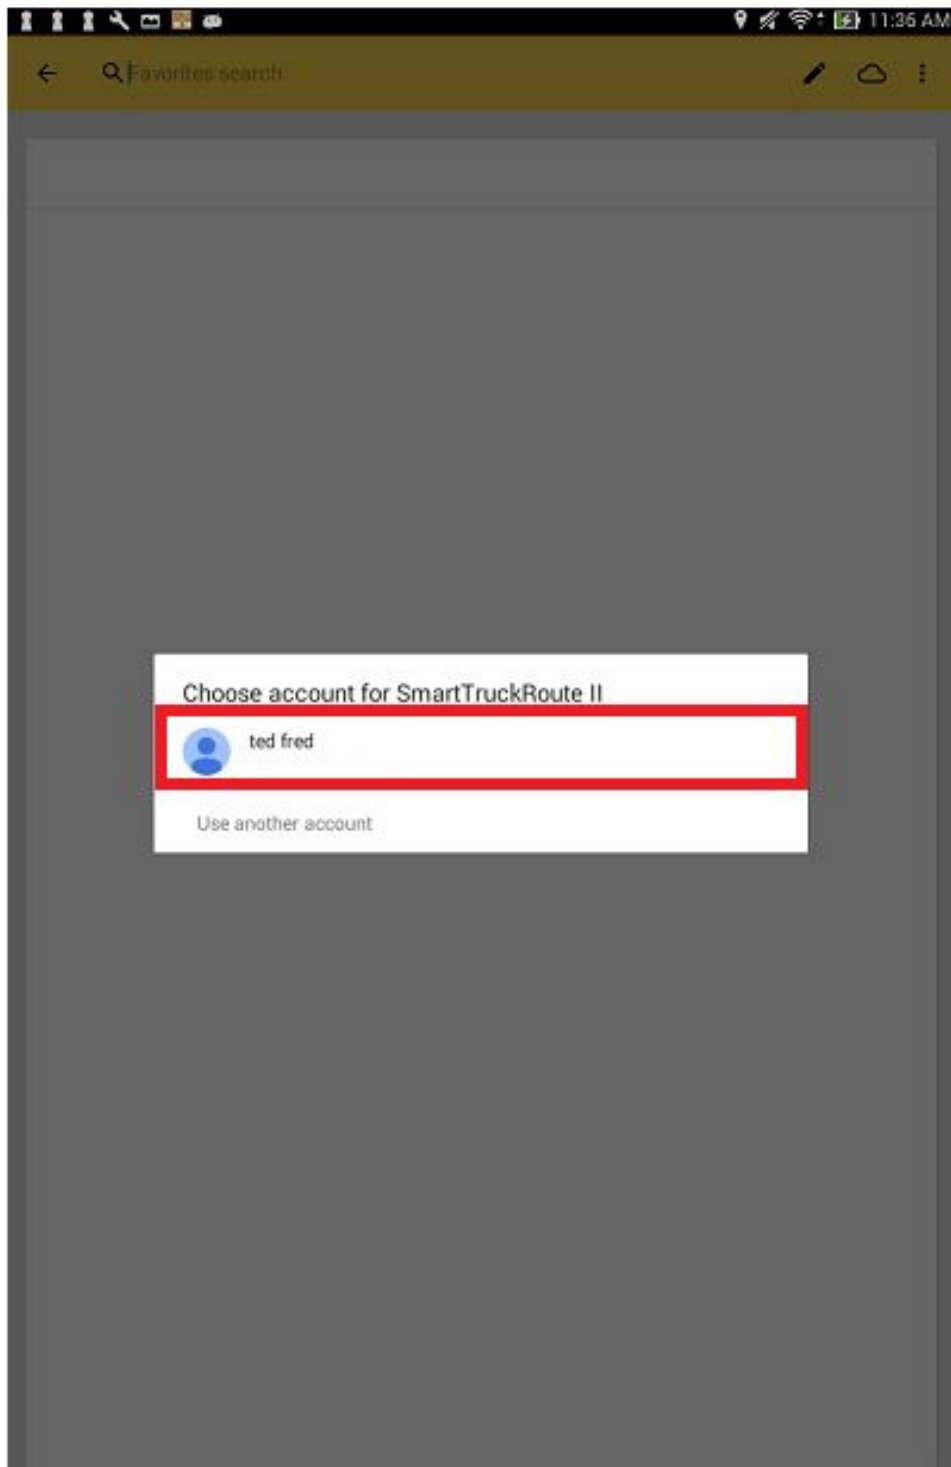 11:36 AM
Favorites search
Choose account for SmartTruckRoute II
ted fred
Use another account